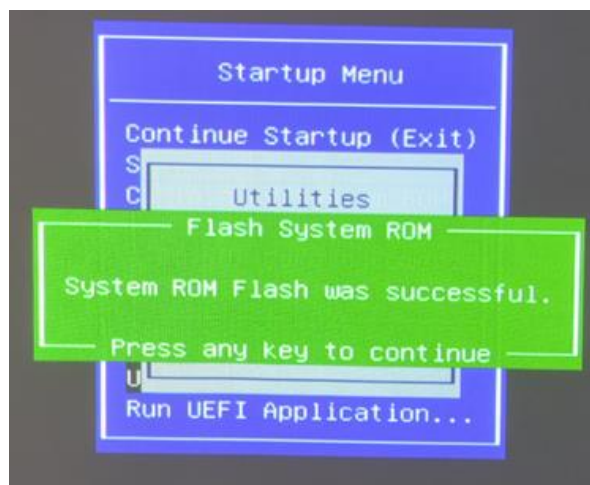 Startup Menu
Continue Startup (Exit)
S
C
Utilities
Flash System ROM
System ROM Flash was successful.
Press any key to continue
U
Run UEFI Application...